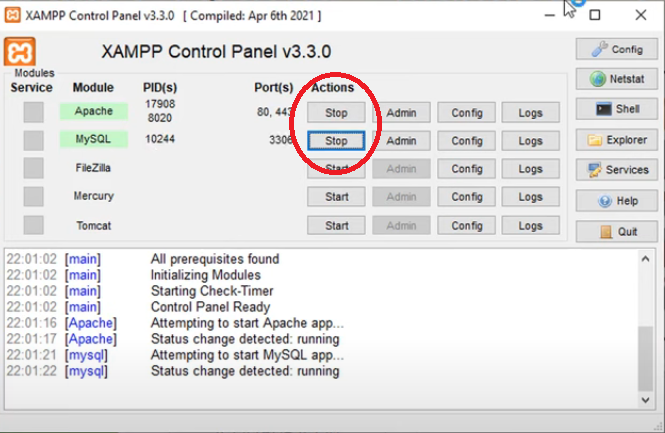 XAMPP Control Panel v3.3.0 [ Compiled: Apr 6th 2021 ]
XAMPP Control Panel v3.3.0
Config
Modules
Service Module PID(s) Port(s) Actions
Netstat
Apache 17908 8020 80, 443 Stop Admin Config Logs
Shell
MySQL 10244 3306 Stop Admin Config Logs
Explorer
FileZilla Start Admin Config Logs
Services
Mercury Start Admin Config Logs
Help
Tomcat Start Admin Config Logs
Quit
22:01:02 [main] All prerequisites found
22:01:02 [main] Initializing Modules
22:01:02 [main] Starting Check-Timer
22:01:02 [main] Control Panel Ready
22:01:16 [Apache] Attempting to start Apache app...
22:01:17 [Apache] Status change detected: running
22:01:21 [mysql] Attempting to start MySQL app...
22:01:22 [mysql] Status change detected: running